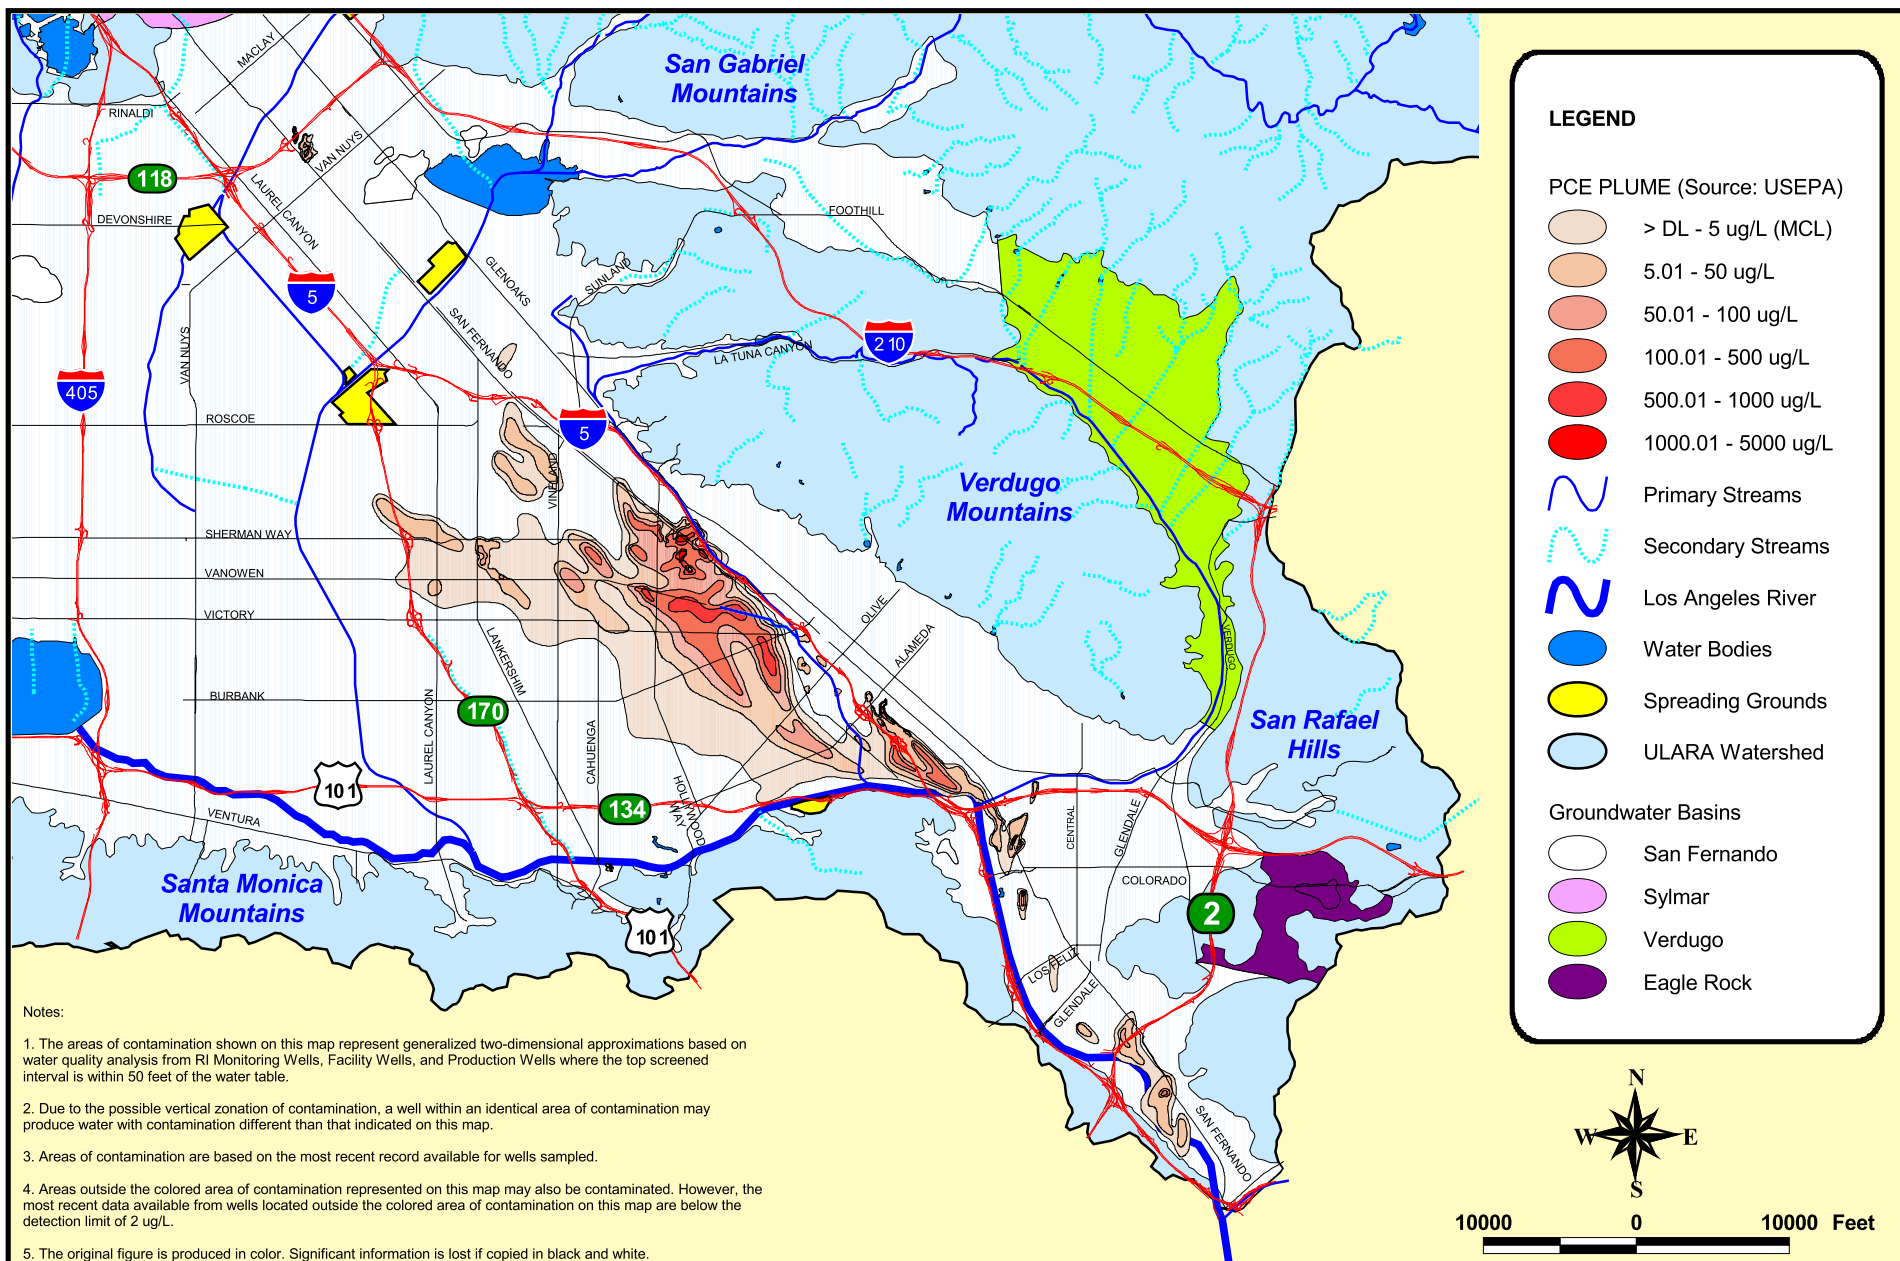 San Gabriel
Mountains
MACLAY
RINALDI
VAN NUYS
118
LAUREL CANYON
DEVONSHIRE
FOOTHILL
GLENOAKS
SUNLAND
5
SAN FERNANDO
LA TUNA CANYON
210
VAN NUYS
405
ROSCOE
5
VINELAND
Verdugo
Mountains
SHERMAN WAY
VANOWEN
VICTORY
OLIVE
ALAMEDA
VERDUGO
LANKERSHIM
BURBANK
170
LAUREL CANYON
CAHUENGA
HOLLYWOOD
WAY
San Rafael
Hills
101
134
VENTURA
CENTRAL
GLENDALE
COLORADO
Santa Monica
Mountains
101
2
LOS FELIZ
GLENDALE
SAN FERNANDO
Notes:
1. The areas of contamination shown on this map represent generalized two-dimensional approximations based on
water quality analysis from RI Monitoring Wells, Facility Wells, and Production Wells where the top screened
interval is within 50 feet of the water table.
2. Due to the possible vertical zonation of contamination, a well within an identical area of contamination may
produce water with contamination different than that indicated on this map.
3. Areas of contamination are based on the most recent record available for wells sampled.
4. Areas outside the colored area of contamination represented on this map may also be contaminated. However, the
most recent data available from wells located outside the colored area of contamination on this map are below the
detection limit of 2 ug/L.
5. The original figure is produced in color. Significant information is lost if copied in black and white.
LEGEND
PCE PLUME (Source: USEPA)
> DL - 5 ug/L (MCL)
5.01 - 50 ug/L
50.01 - 100 ug/L
100.01 - 500 ug/L
500.01 - 1000 ug/L
1000.01 - 5000 ug/L
Primary Streams
Secondary Streams
Los Angeles River
Water Bodies
Spreading Grounds
ULARA Watershed
Groundwater Basins
San Fernando
Sylmar
Verdugo
Eagle Rock
N
W E
S
10000 0 10000 Feet